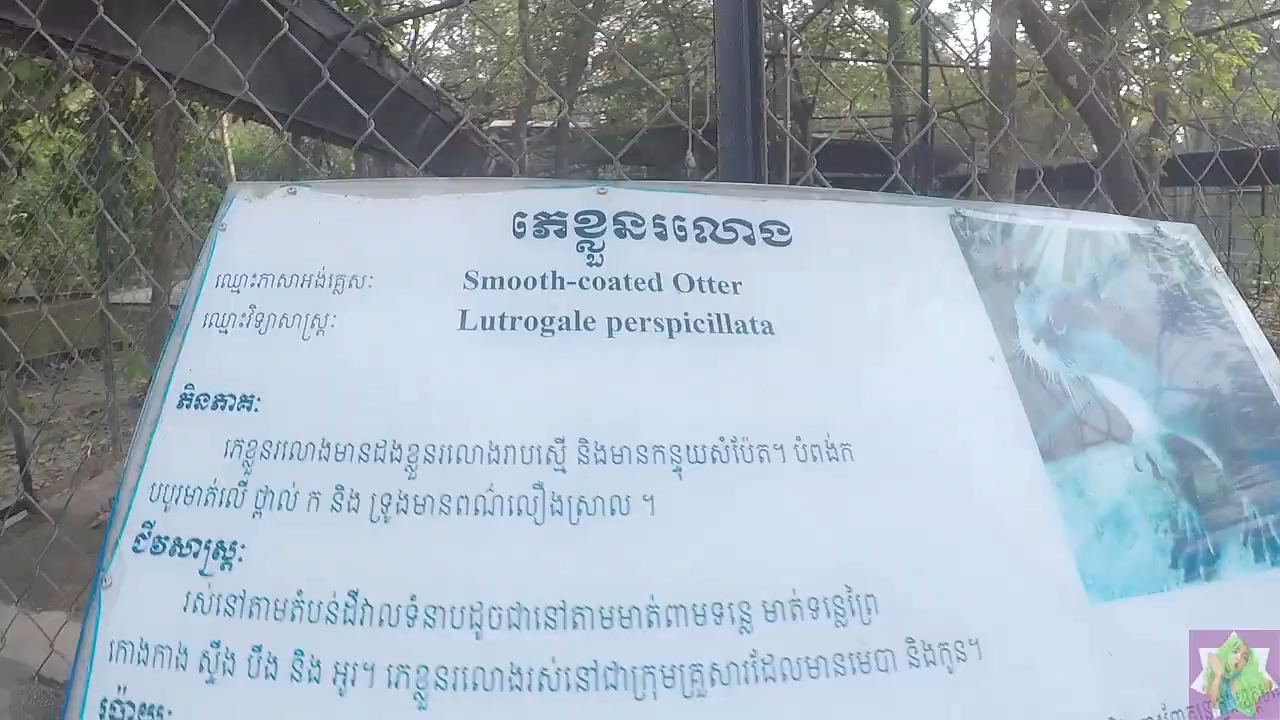 ភេខ្លួនរលោង
ឈ្មោះភាសាអង់គ្លេសៈ Smooth-coated Otter
ឈ្មោះវិទ្យាសាស្ត្រៈ Lutrogale perspicillata
ភិនភាគៈ
ភេខ្លួនរលោងមានដងខ្លួនរលោងរាបស្មើ និងមានកន្ទុយសំប៉ែត។ បំពង់ក
បបូរមាត់លើ ថ្ពាល់ ក និង ទ្រូងមានពណ៌លឿងស្រាល ។
ជីវសាស្ត្រៈ
រស់នៅតាមតំបន់ដីវាលទំនាបដូចជានៅតាមមាត់ពាមទន្លេ មាត់ទន្លេព្រៃ
កោងកាង ស្ទឹង បឹង និង អូរ។ ភេខ្លួនរលោងរស់នៅជាក្រុមគ្រួសារដែលមានមេបា និងកូន។